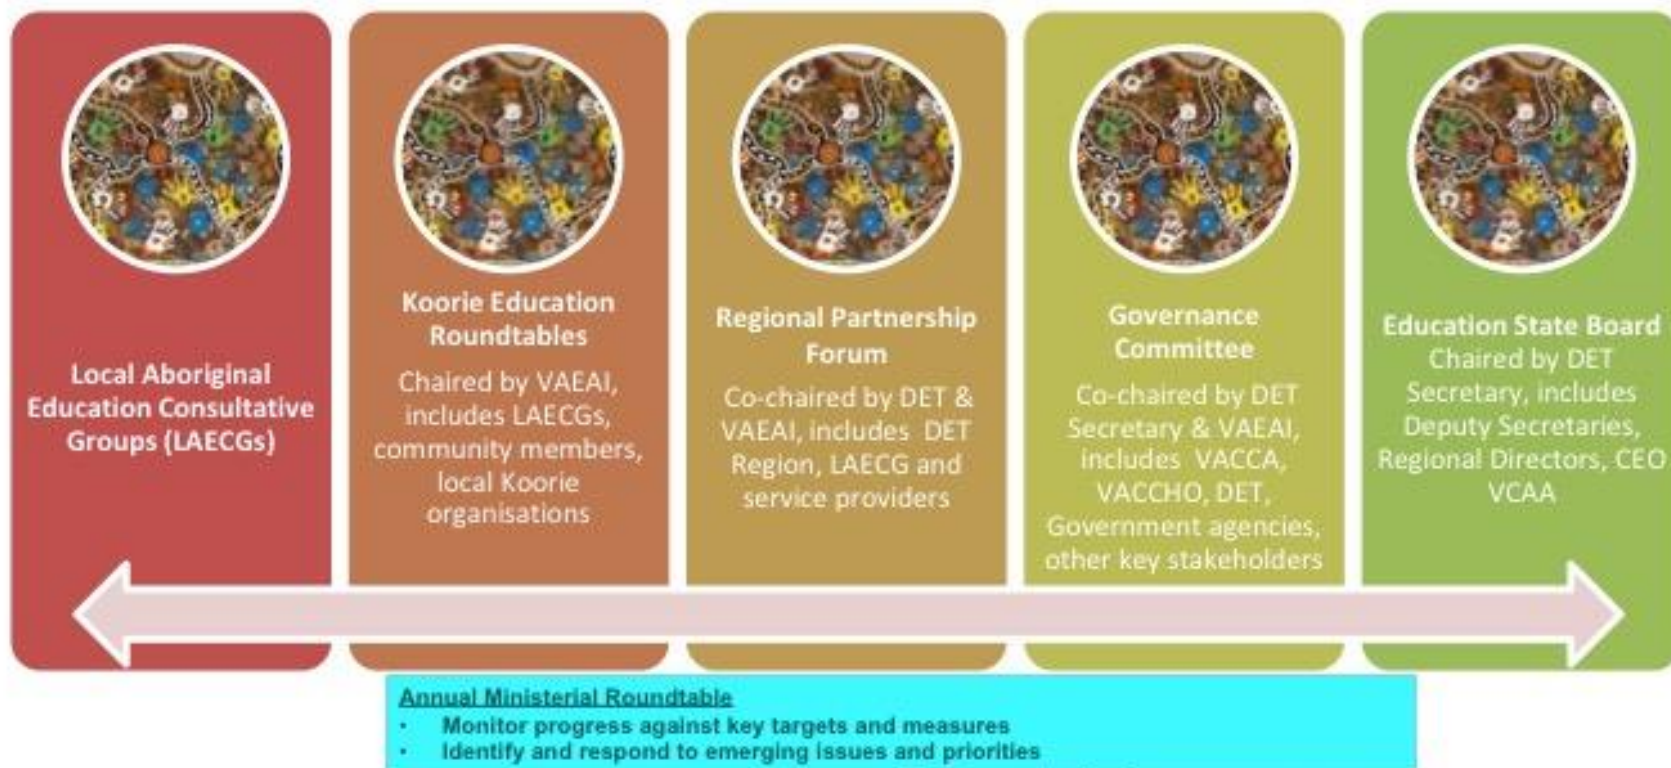 Local Aboriginal
Education Consultative
Groups (LAECGs)
Koorie Education
Roundtables
Chaired by VAEAI,
includes LAECGs,
community members,
local Koorie
organisations
Regional Partnership
Forum
Co-chaired by DET &
VAEAI, includes DET
Region, LAECG and
service providers
Governance
Committee
Co-chaired by DET
Secretary & VAEAI,
includes VACCA,
VACCHO, DET,
Government agencies,
other key stakeholders
Education State Board
Chaired by DET
Secretary, includes
Deputy Secretaries,
Regional Directors, CEO
VCAA
Annual Ministerial Roundtable
• Monitor progress against key targets and measures
• Identify and respond to emerging issues and priorities